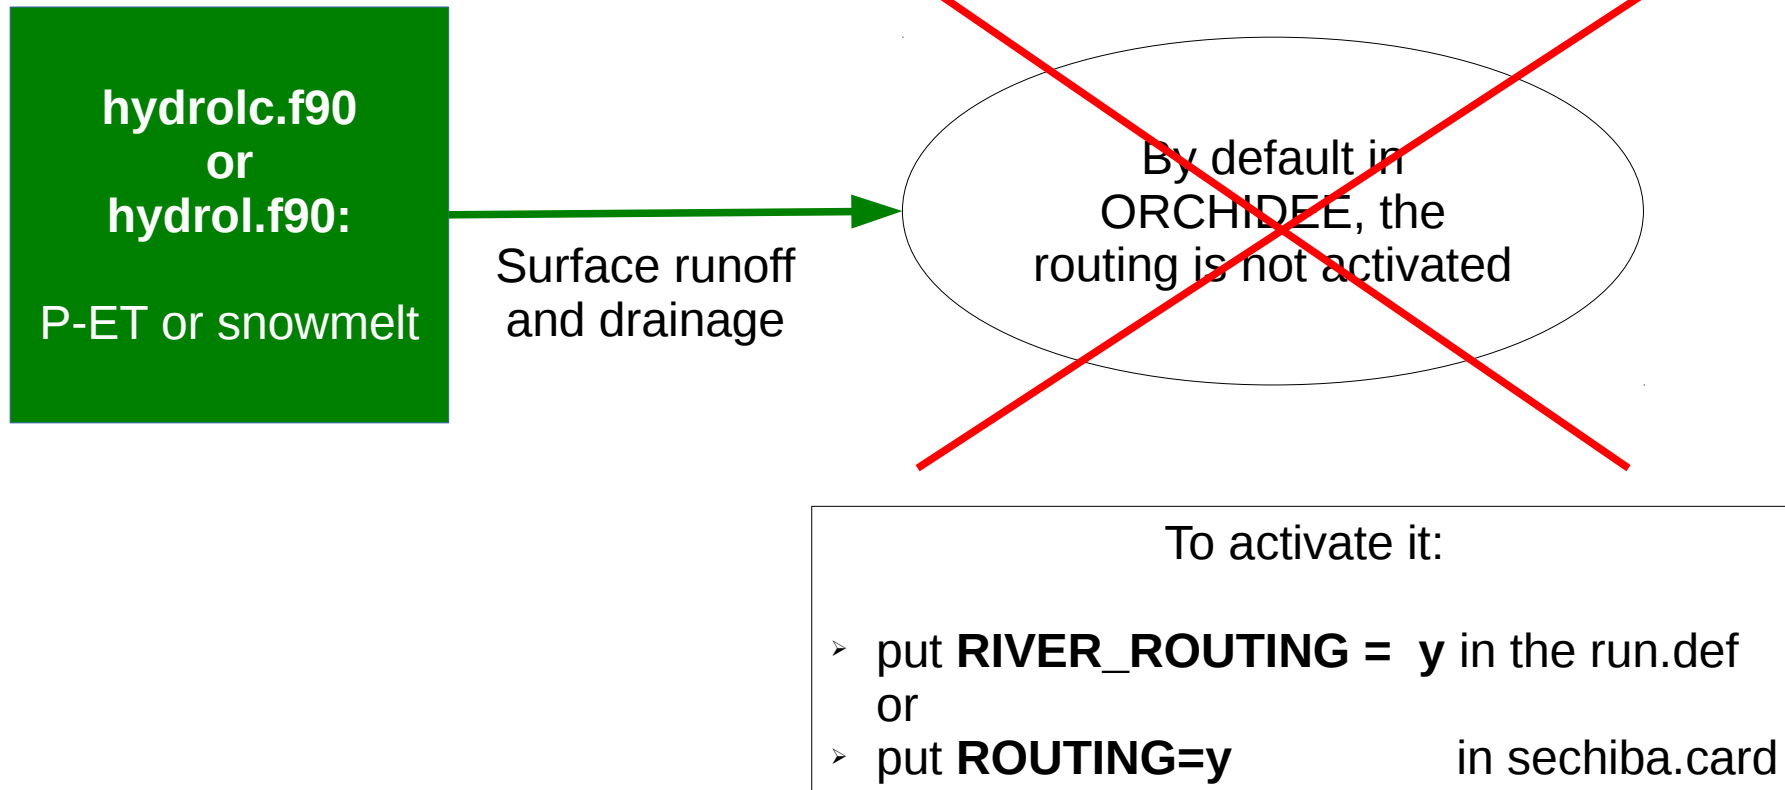 hydrolc.f90
or
hydrol.f90:
P-ET or snowmelt
Surface runoff
and drainage
By default in
ORCHIDEE, the
routing is not activated
To activate it:
➢ put RIVER_ROUTING = y in the run.def
or
➢ put ROUTING=y in sechiba.card